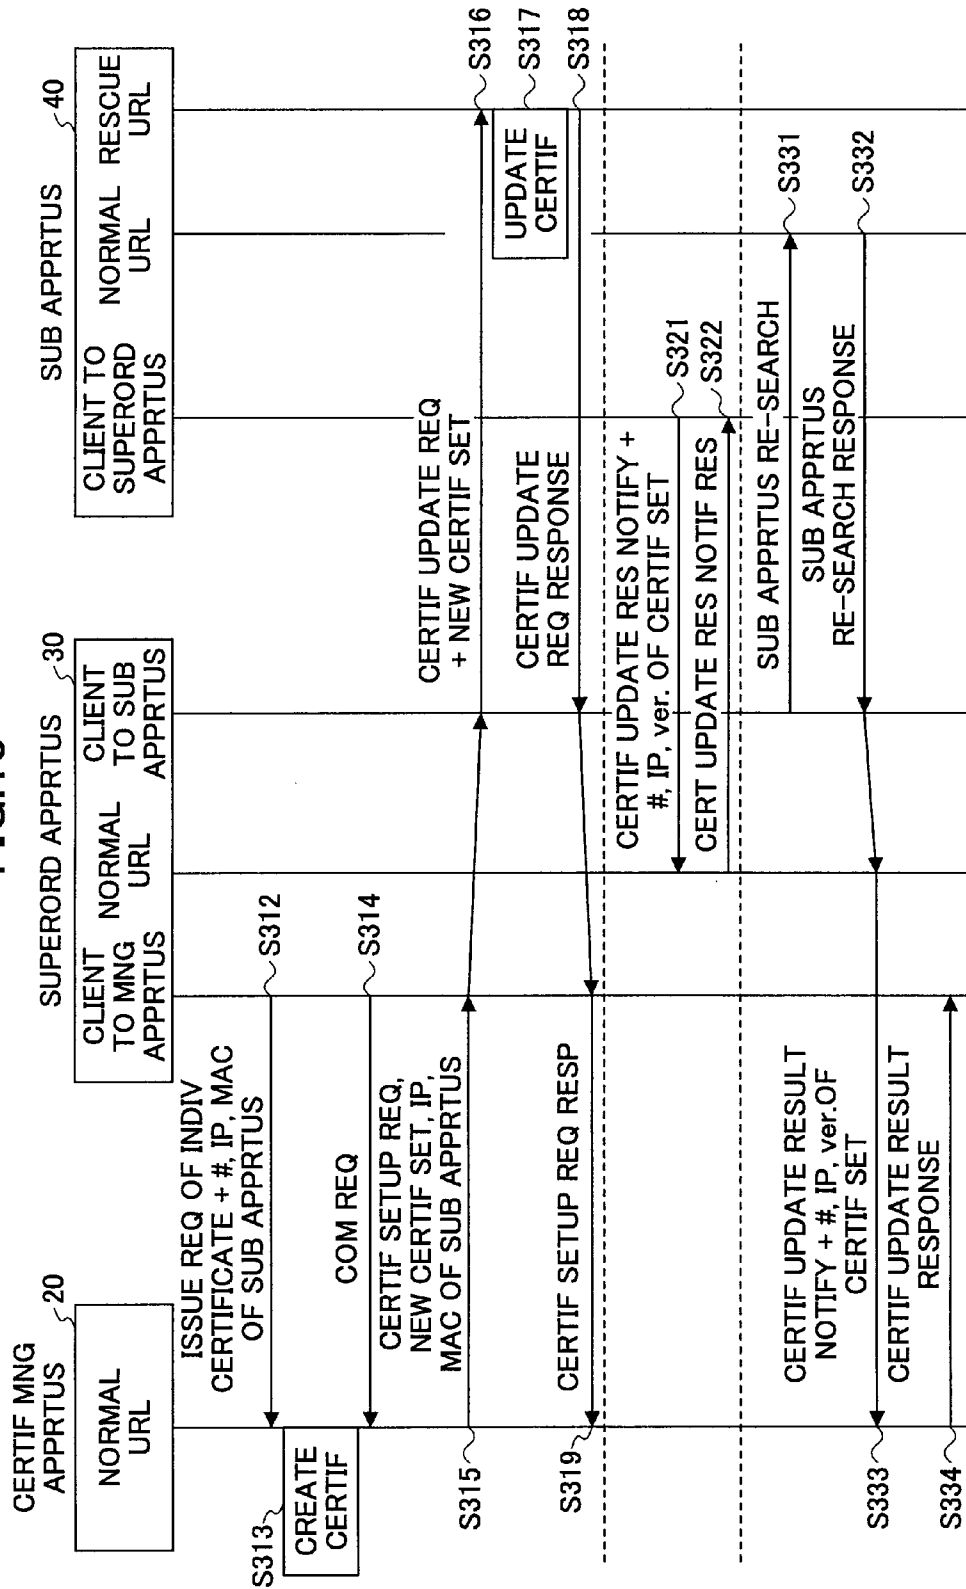 CERTIF MNG
APPRTUS
20
NORMAL
URL
SUPERORD APPRTUS
30
CLIENT
TO MNG
APPRTUS
NORMAL
URL
CLIENT
TO SUB
APPRTUS
SUB APPRTUS
40
CLIENT TO
SUPERORD
APPRTUS
NORMAL
URL
RESCUE
URL
ISSUE REQ OF INDIV
CERTIFICATE + #, IP, MAC
OF SUB APPRTUS
S312
S313
CREATE
CERTIF
COM REQ
S314
CERTIF SETUP REQ,
NEW CERTIF SET, IP,
MAC OF SUB APPRTUS
S315
CERTIF UPDATE REQ
+ NEW CERTIF SET
S316
UPDATE
CERTIF
S317
CERTIF UPDATE
REQ RESPONSE
S318
CERTIF SETUP REQ RESP
S319
CERTIF UPDATE RES NOTIFY +
#, IP, ver. OF CERTIF SET
S321
CERT UPDATE RES NOTIF RES
S322
SUB APPRTUS RE-SEARCH
S331
SUB APPRTUS
RE-SEARCH RESPONSE
S332
CERTIF UPDATE RESULT
NOTIFY + #, IP, ver.OF
CERTIF SET
S333
CERTIF UPDATE RESULT
RESPONSE
S334